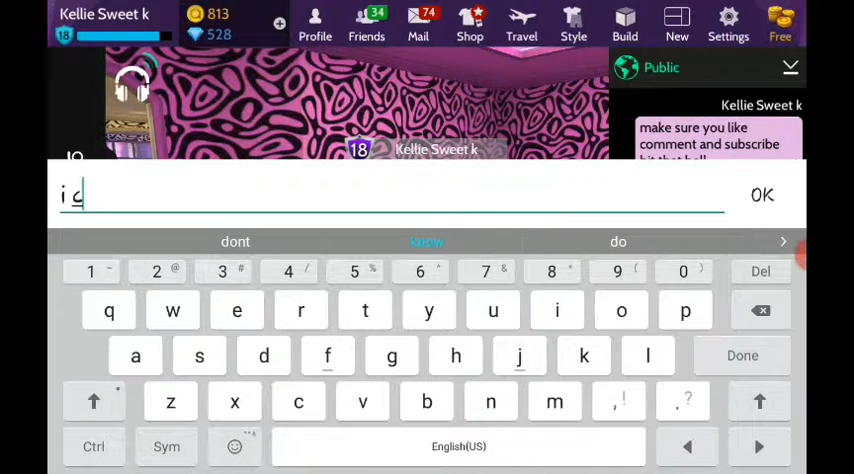 Kellie Sweet k
18
813
528
34
74
Profile
Friends
Mail
Shop
Travel
Style
Build
New
Settings
Free
Public
Kellie Sweet k
make sure you like
comment and subscribe
18
Kellie Sweet k
i c
OK
dont
know
do
1 ~ 2 @ 3 # 4 / 5 % 6 ^ 7 & 8 * 9 ( 0 ) Del
q w e r t y u i o p
a s d f g h j k l Done
z x c v b n m , ! . ?
Ctrl Sym English(US)